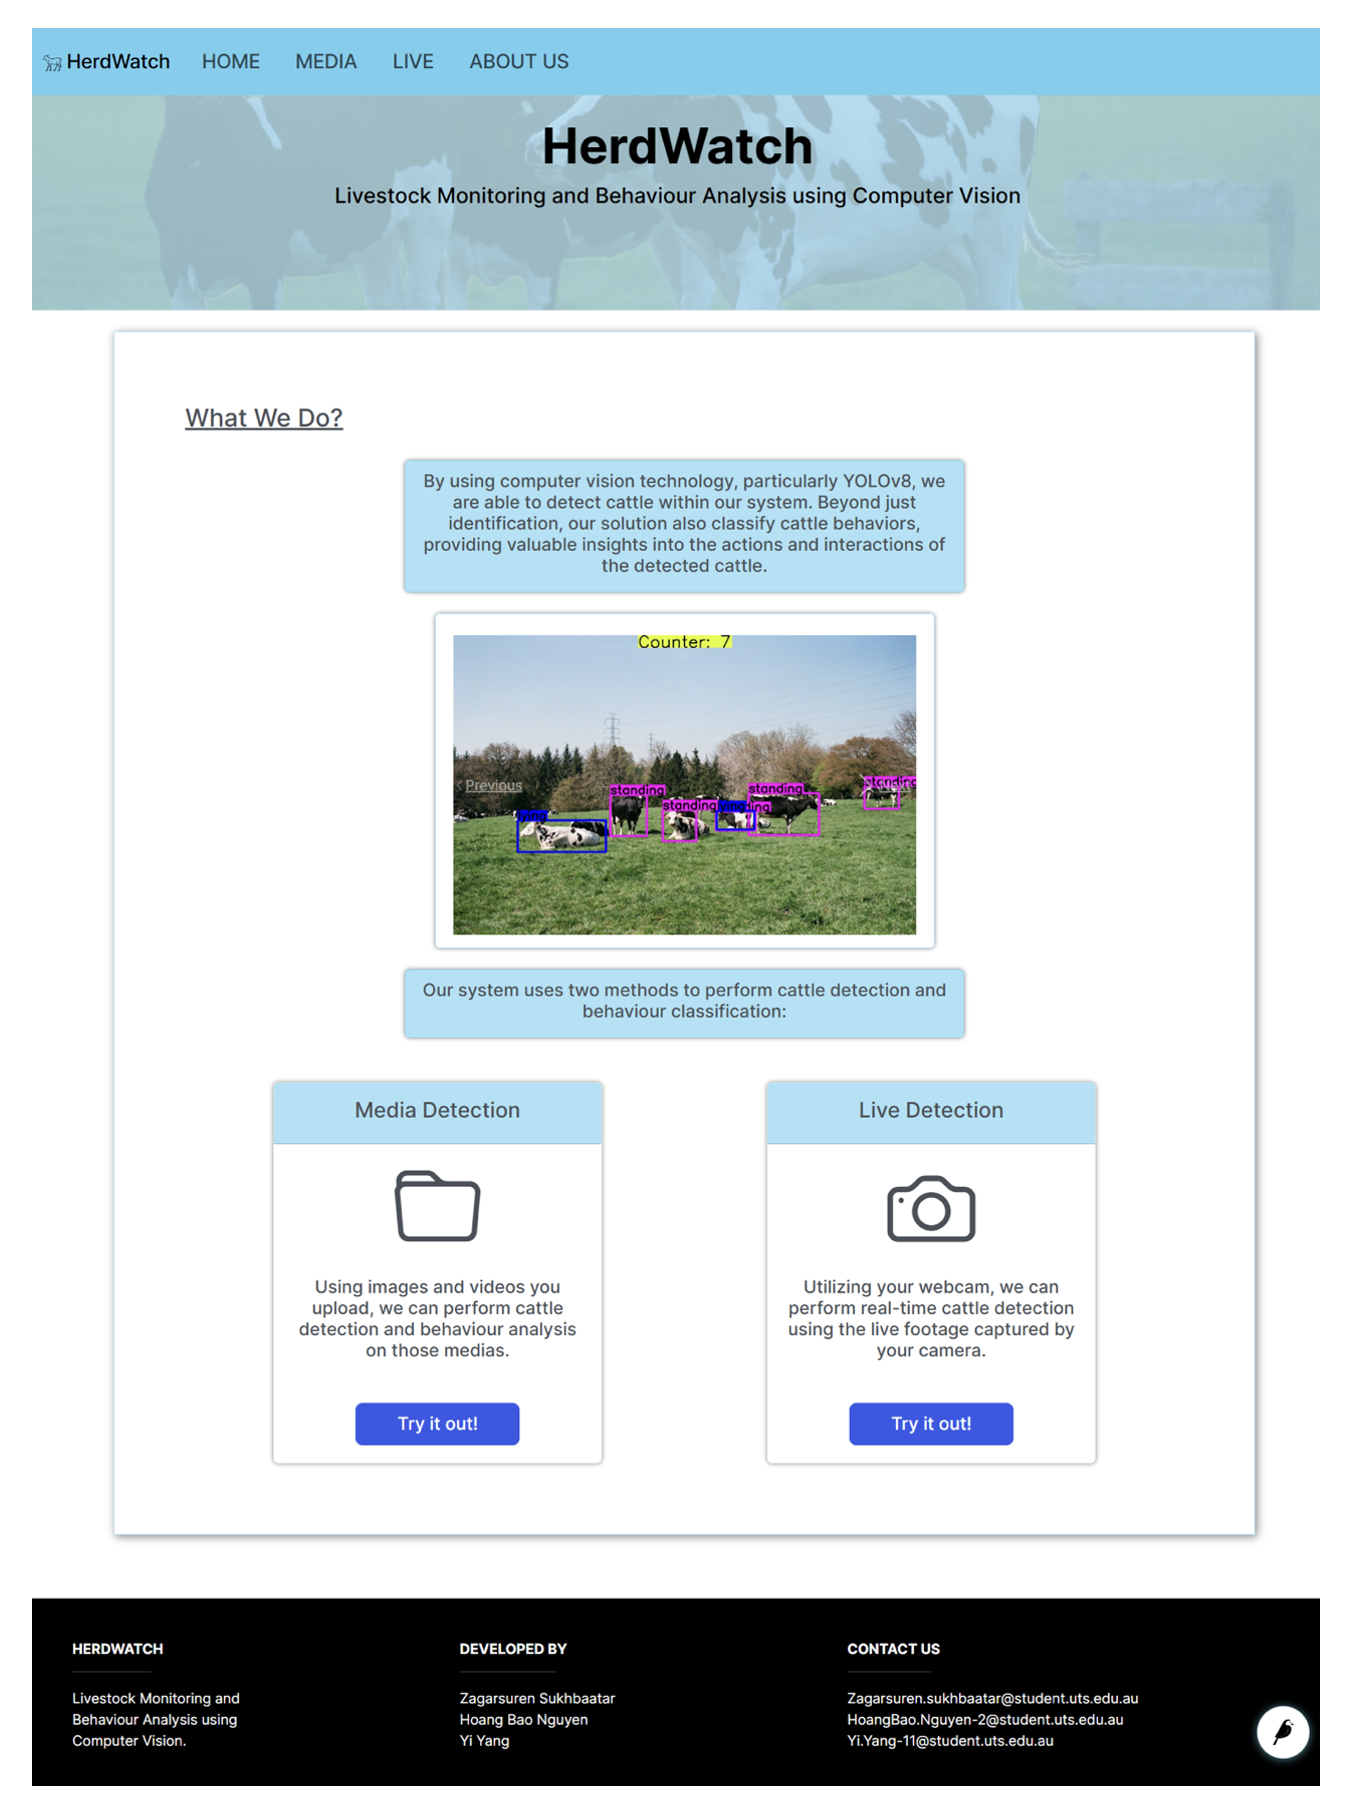 HerdWatch HOME MEDIA LIVE ABOUT US
HerdWatch
Livestock Monitoring and Behaviour Analysis using Computer Vision
What We Do?
By using computer vision technology, particularly YOLOv8, we
are able to detect cattle within our system. Beyond just
identification, our solution also classify cattle behaviors,
providing valuable insights into the actions and interactions of
the detected cattle.
Counter: 7
Previous
standing
standing
standing
standing
lying
Our system uses two methods to perform cattle detection and
behaviour classification:
Media Detection
Using images and videos you
upload, we can perform cattle
detection and behaviour analysis
on those medias.
Try it out!
Live Detection
Utilizing your webcam, we can
perform real-time cattle detection
using the live footage captured by
your camera.
Try it out!
HERDWATCH
Livestock Monitoring and
Behaviour Analysis using
Computer Vision.
DEVELOPED BY
Zagarsuren Sukhbaatar
Hoang Bao Nguyen
Yi Yang
CONTACT US
Zagarsuren.sukhbaatar@student.uts.edu.au
HoangBao.Nguyen-2@student.uts.edu.au
Yi.Yang-11@student.uts.edu.au